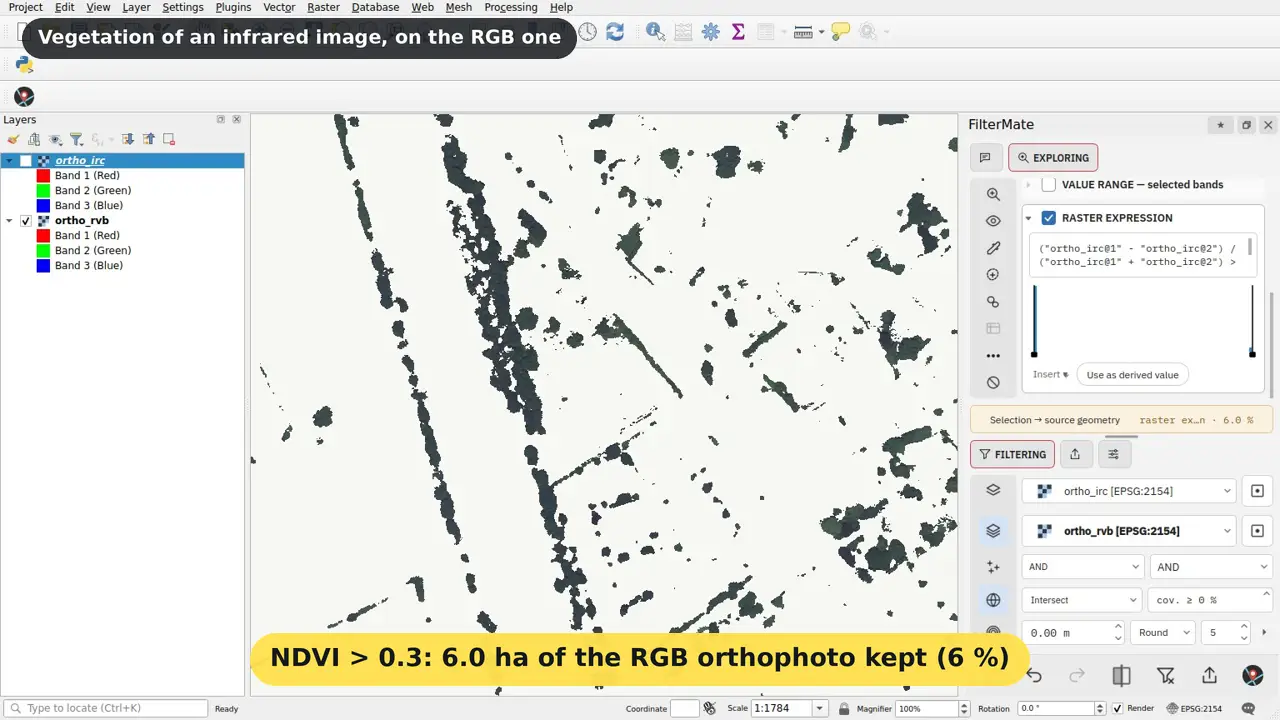 Project Edit View Layer Settings Plugins Vector Raster Database Web Mesh Processing Help
Vegetation of an infrared image, on the RGB one
Layers
ortho_irc
Band 1 (Red)
Band 2 (Green)
Band 3 (Blue)
ortho_rvb
Band 1 (Red)
Band 2 (Green)
Band 3 (Blue)
FilterMate
EXPLORING
VALUE RANGE — selected bands
RASTER EXPRESSION
("ortho_irc@1" - "ortho_irc@2") /
("ortho_irc@1" + "ortho_irc@2") >
Insert
Use as derived value
Selection → source geometry raster ex…n · 6.0 %
FILTERING
ortho_irc [EPSG:2154]
ortho_rvb [EPSG:2154]
AND AND
Intersect cov. ≥ 0 %
0.00 m Round 5
NDVI > 0.3: 6.0 ha of the RGB orthophoto kept (6 %)
Type to locate (Ctrl+K) Ready Coordinate Scale 1:1784 Magnifier 100% Rotation 0.0 ° Render EPSG:2154